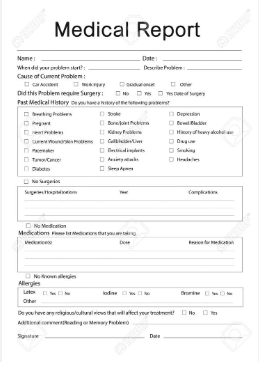 Medical Report
Name : Date :
When did your problem start? : Describe Problem :
Cause of Current Problem :
Car Accident Work Injury Gradual onset Other
Did this Problem require Surgery : No Yes Yes Date of Surgery
Past Medical History Do you have a history of the following problems?
Breathing Problems Stroke Depression
Pregnant Bone/Joint Problems Bowel/Bladder
Heart Problems Kidney Problems History of heavy alcohol use
Current Wound/Skin Problems Gallbladder/Liver Drug use
Pacemaker Electrical implants Smoking
Tumor/Cancer Anxiety attacks Headaches
Diabetes Sleep Apnea
No Surgeries
Surgeries/Hospitalizations Year Complications
No Medication
Medications Please list Medications that you are taking
Medication(s) Dose Reason for Medication
No Known allergies
Allergies
Latex Yes No Iodine Yes No Bromine Yes No
Other
Do you have any religious/cultural views that will affect your treatment? No Yes
Additional comment(Reading or Memory Problem)
Signature Date